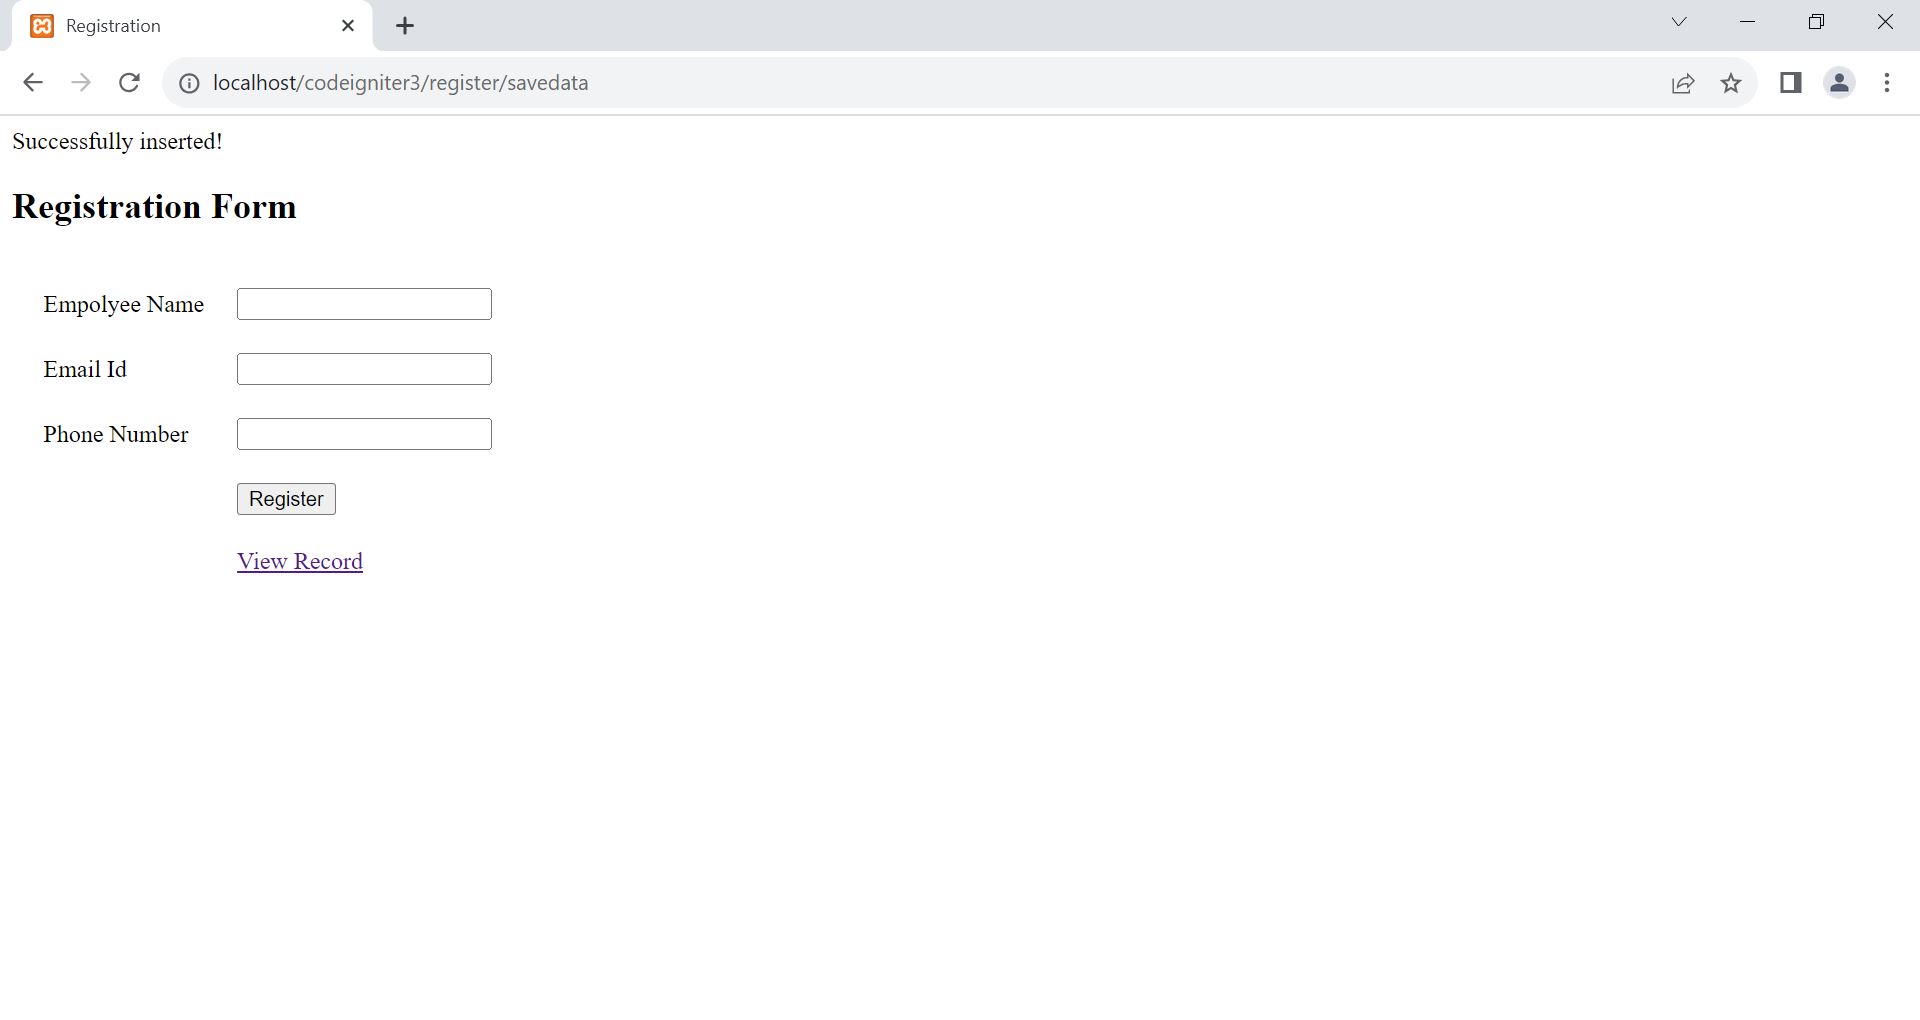 Registration
localhost/codeigniter3/register/savedata
Successfully inserted!
Registration Form
Empolyee Name
Email Id
Phone Number
Register
View Record